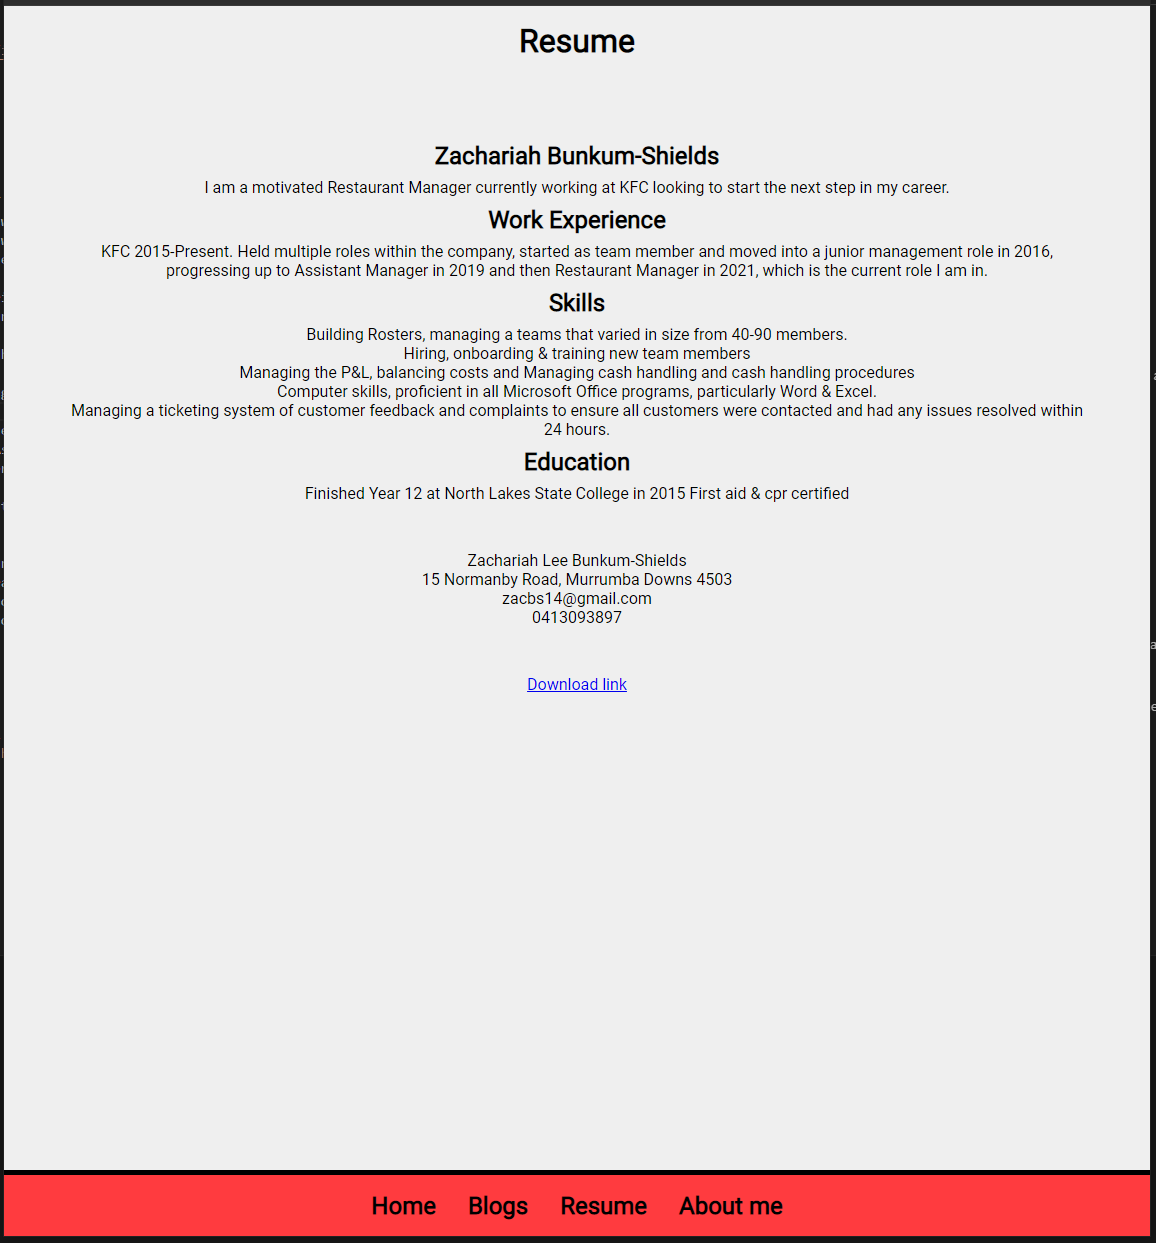 Resume
Zachariah Bunkum-Shields
I am a motivated Restaurant Manager currently working at KFC looking to start the next step in my career.
Work Experience
KFC 2015-Present. Held multiple roles within the company, started as team member and moved into a junior management role in 2016,
progressing up to Assistant Manager in 2019 and then Restaurant Manager in 2021, which is the current role I am in.
Skills
Building Rosters, managing a teams that varied in size from 40-90 members.
Hiring, onboarding & training new team members
Managing the P&L, balancing costs and Managing cash handling and cash handling procedures
Computer skills, proficient in all Microsoft Office programs, particularly Word & Excel.
Managing a ticketing system of customer feedback and complaints to ensure all customers were contacted and had any issues resolved within
24 hours.
Education
Finished Year 12 at North Lakes State College in 2015 First aid & cpr certified
Zachariah Lee Bunkum-Shields
15 Normanby Road, Murrumba Downs 4503
zacbs14@gmail.com
0413093897
Download link
Home Blogs Resume About me